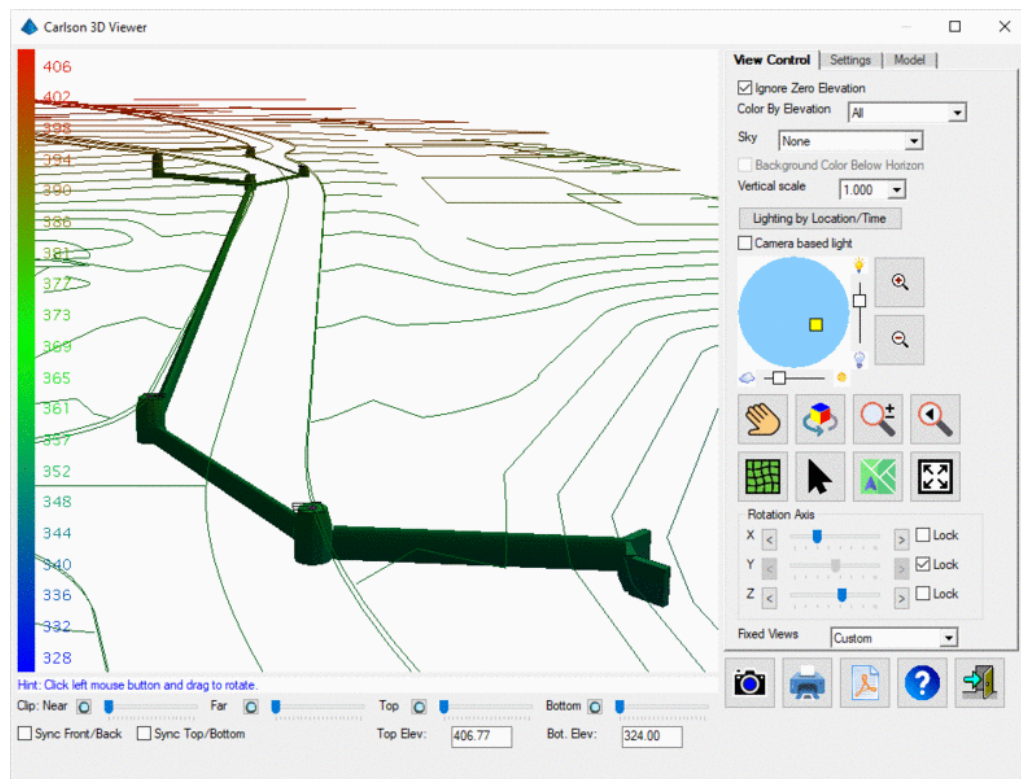 Carlson 3D Viewer
406
402
398
394
390
386
381
377
373
369
365
361
357
352
348
344
340
336
332
328
View Control Settings Model
Ignore Zero Elevation
Color By Elevation All
Sky None
Background Color Below Horizon
Vertical scale 1.000
Lighting by Location/Time
Camera based light
Rotation Axis
X < > Lock
Y < > Lock
Z < > Lock
Fixed Views Custom
Hint: Click left mouse button and drag to rotate.
Clip: Near Far Top Bottom
Sync Front/Back Sync Top/Bottom Top Elev: 406.77 Bot. Elev: 324.00